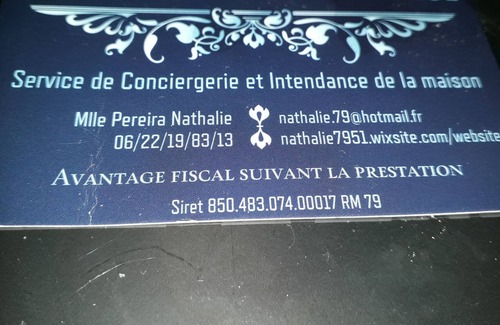 Service de Conciergerie et Intendance de la maison
Mlle Pereira Nathalie
06/22/19/83/13
nathalie.79@hotmail.fr
nathalie7951.wixsite.com/website
AVANTAGE FISCAL SUIVANT LA PRESTATION
Siret 850.483.074.00017 RM 79